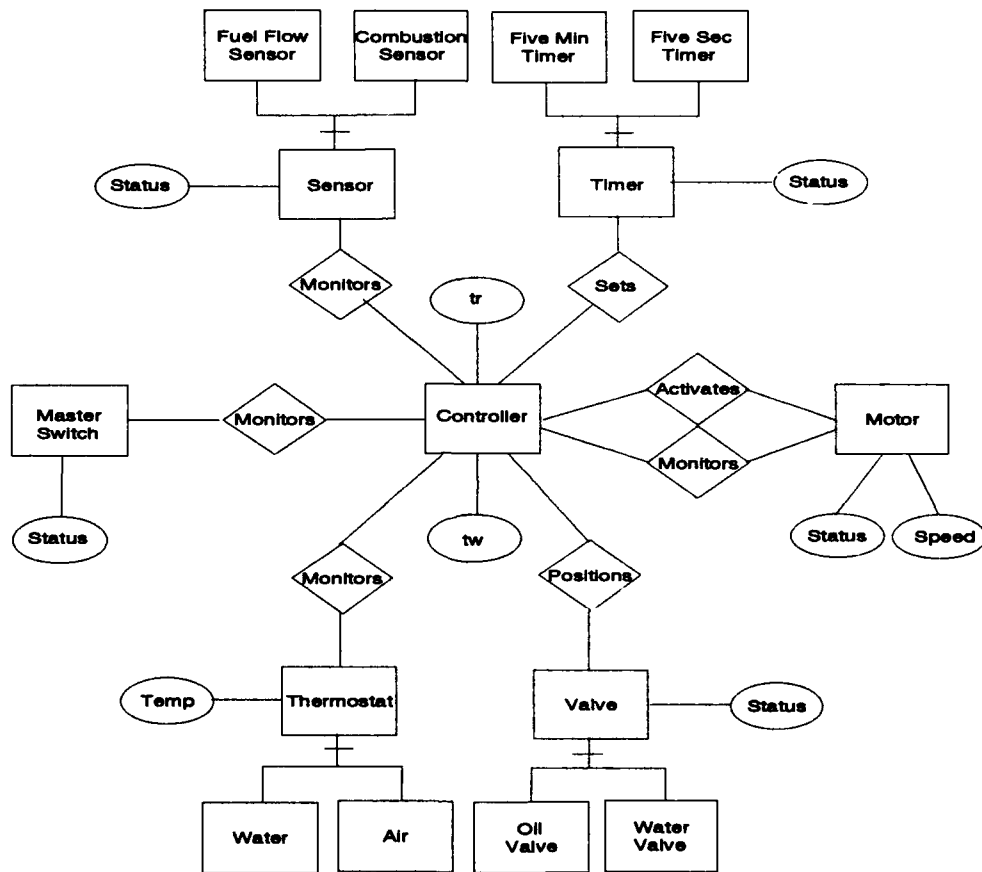 Fuel Flow
Sensor
Combustion
Sensor
Five Min
Timer
Five Sec
Timer
Status
Sensor
Timer
Status
Monitors
tr
Sets
Master
Switch
Monitors
Controller
Activates
Monitors
Motor
Status
tw
Status
Speed
Monitors
Positions
Temp
Thermostat
Valve
Status
Water
Air
Oil
Valve
Water
Valve